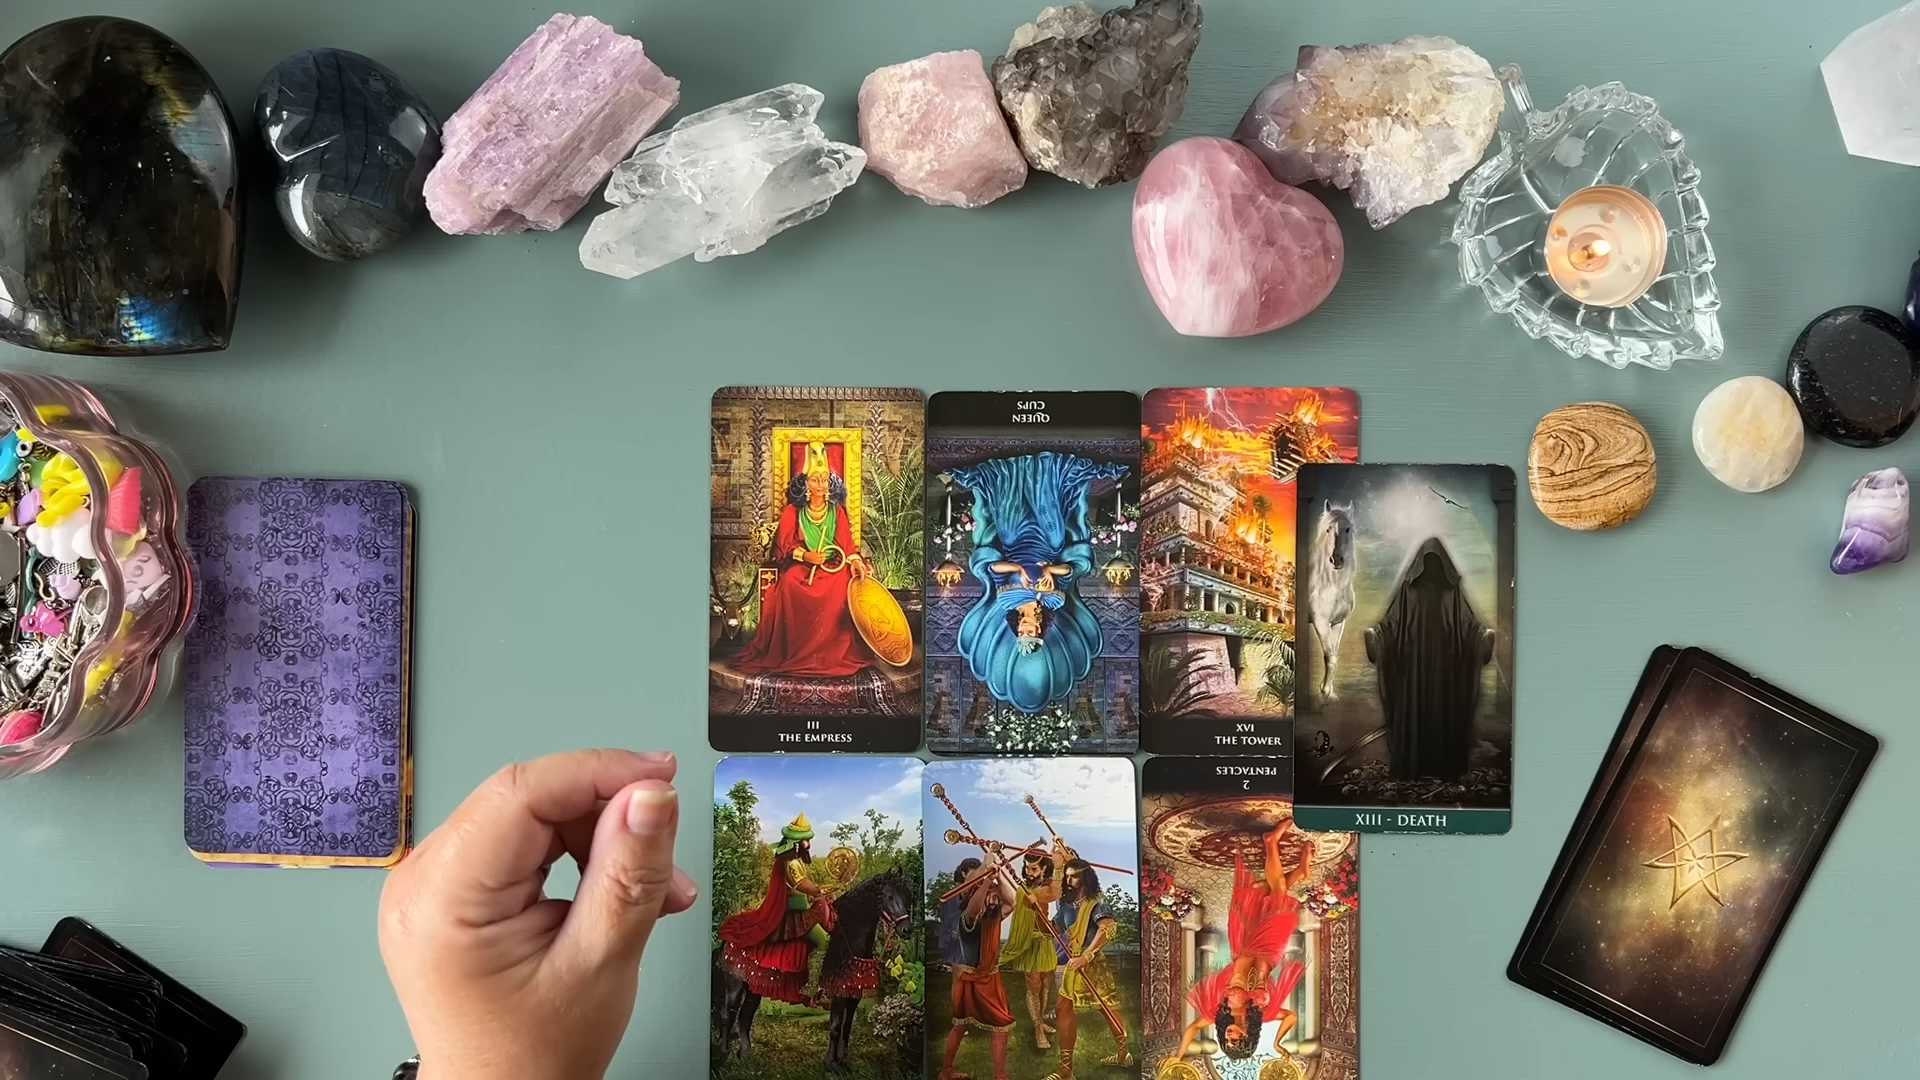 III
THE EMPRESS
QUEEN
CUPS
XVI
THE TOWER
XIII - DEATH
2
PENTACLES